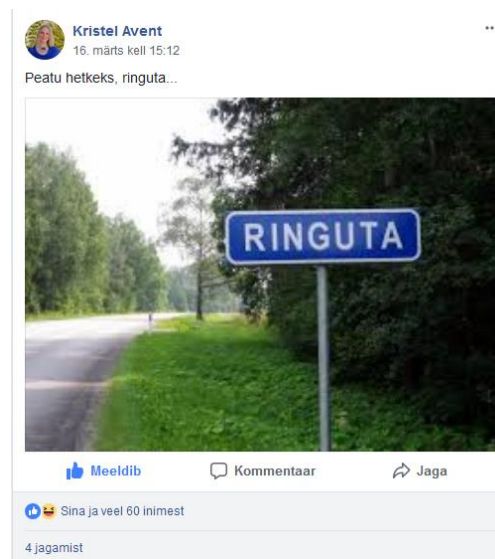 Kristel Avent
16. märts kell 15:12
Peatu hetkeks, ringuta...
RINGUTA
Meeldib
Kommentaar
Jaga
Sina ja veel 60 inimest
4 jagamist